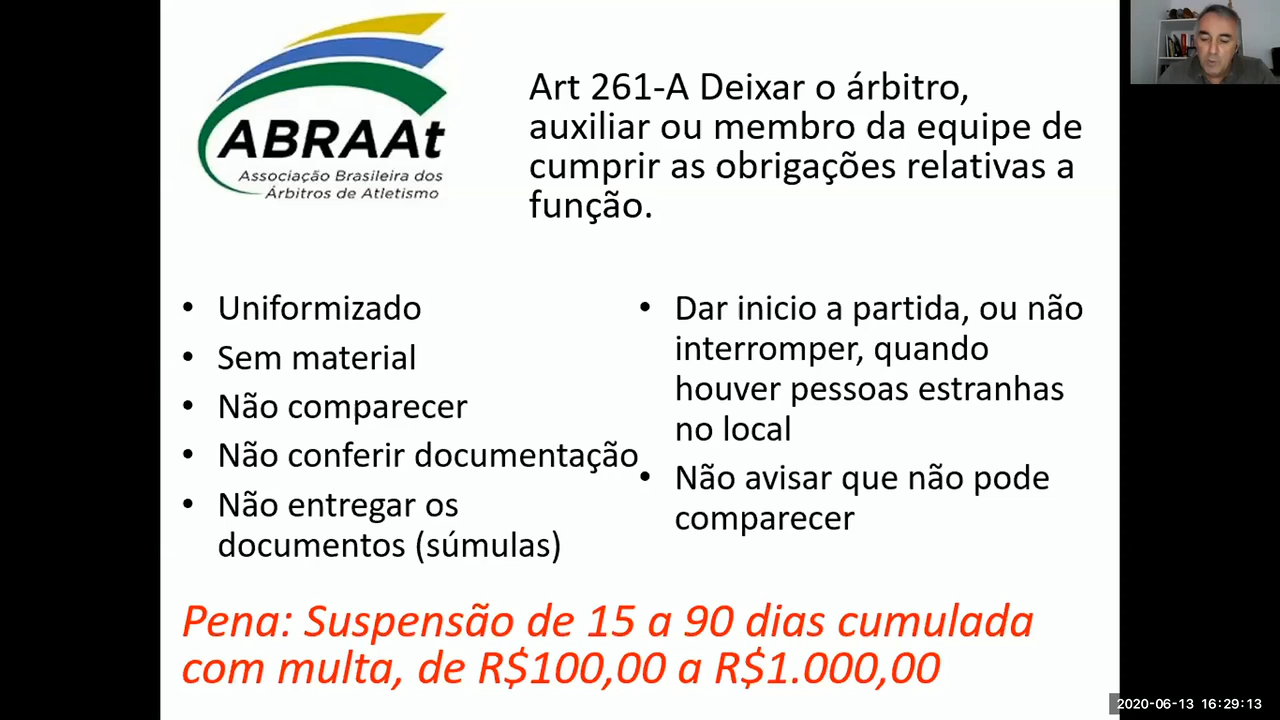 ABRAAt
Associação Brasileira dos
Árbitros de Atletismo
Art 261-A Deixar o árbitro,
auxiliar ou membro da equipe de
cumprir as obrigações relativas a
função.
• Uniformizado
• Sem material
• Não comparecer
• Não conferir documentação
• Não entregar os
documentos (súmulas)
• Dar inicio a partida, ou não
interromper, quando
houver pessoas estranhas
no local
• Não avisar que não pode
comparecer
Pena: Suspensão de 15 a 90 dias cumulada
com multa, de R$100,00 a R$1.000,00
2020-06-13 16:29:13